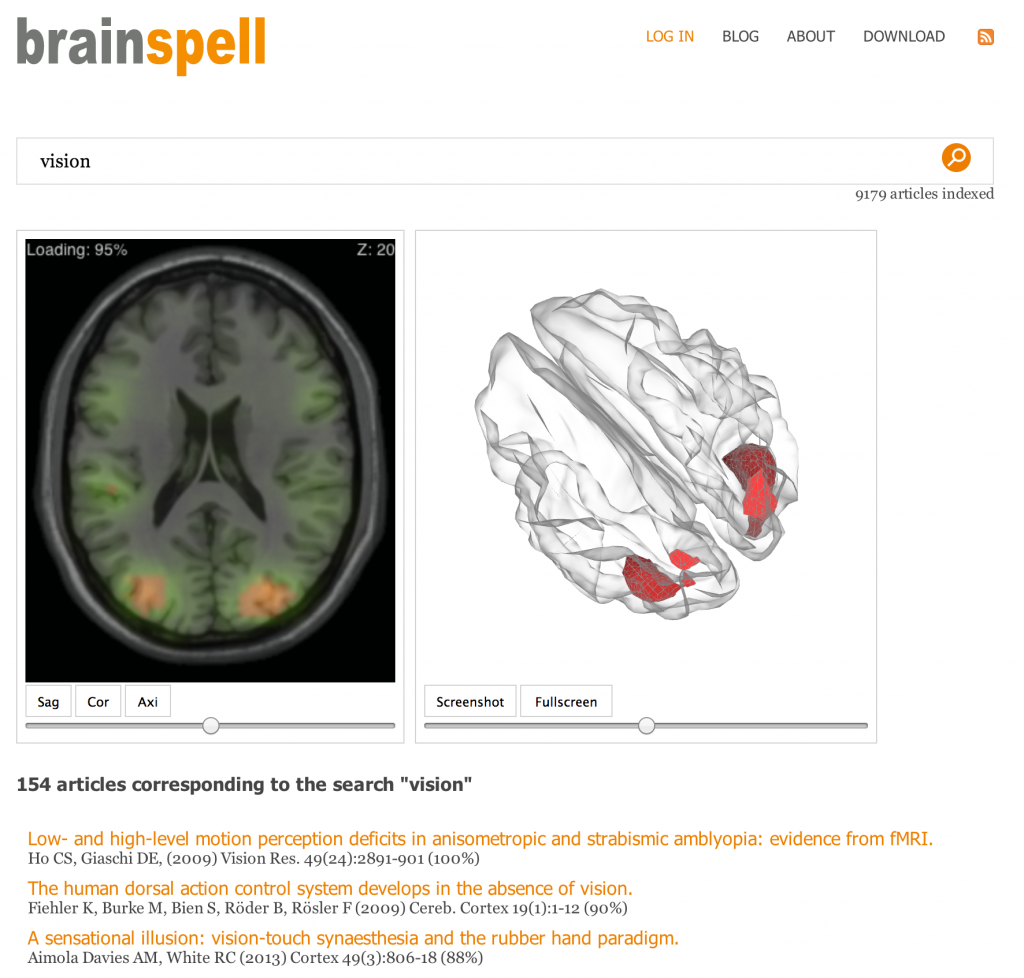 brainspell
LOG IN BLOG ABOUT DOWNLOAD
vision
9179 articles indexed
Loading: 95% Z: 20
Sag Cor Axi
Screenshot Fullscreen
154 articles corresponding to the search "vision"
Low- and high-level motion perception deficits in anisometropic and strabismic amblyopia: evidence from fMRI.
Ho CS, Giaschi DE, (2009) Vision Res. 49(24):2891-901 (100%)
The human dorsal action control system develops in the absence of vision.
Fiehler K, Burke M, Bien S, Röder B, Rösler F (2009) Cereb. Cortex 19(1):1-12 (90%)
A sensational illusion: vision-touch synaesthesia and the rubber hand paradigm.
Aimola Davies AM, White RC (2013) Cortex 49(3):806-18 (88%)